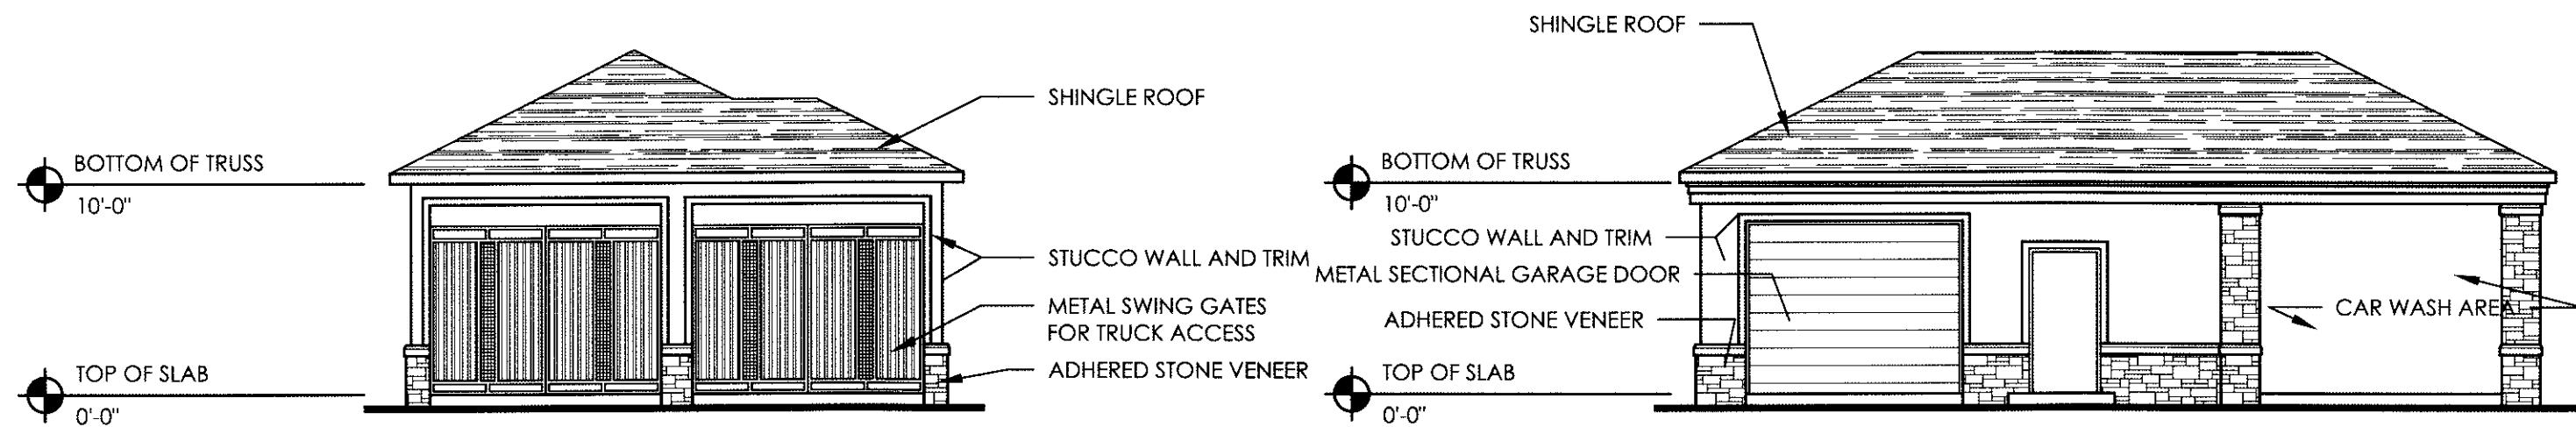 SHINGLE ROOF
BOTTOM OF TRUSS
10'-0"
STUCCO WALL AND TRIM
METAL SWING GATES
FOR TRUCK ACCESS
TOP OF SLAB
ADHERED STONE VENEER
0'-0"
SHINGLE ROOF
BOTTOM OF TRUSS
10'-0"
STUCCO WALL AND TRIM
METAL SECTIONAL GARAGE DOOR
CAR WASH AREA
ADHERED STONE VENEER
TOP OF SLAB
0'-0"